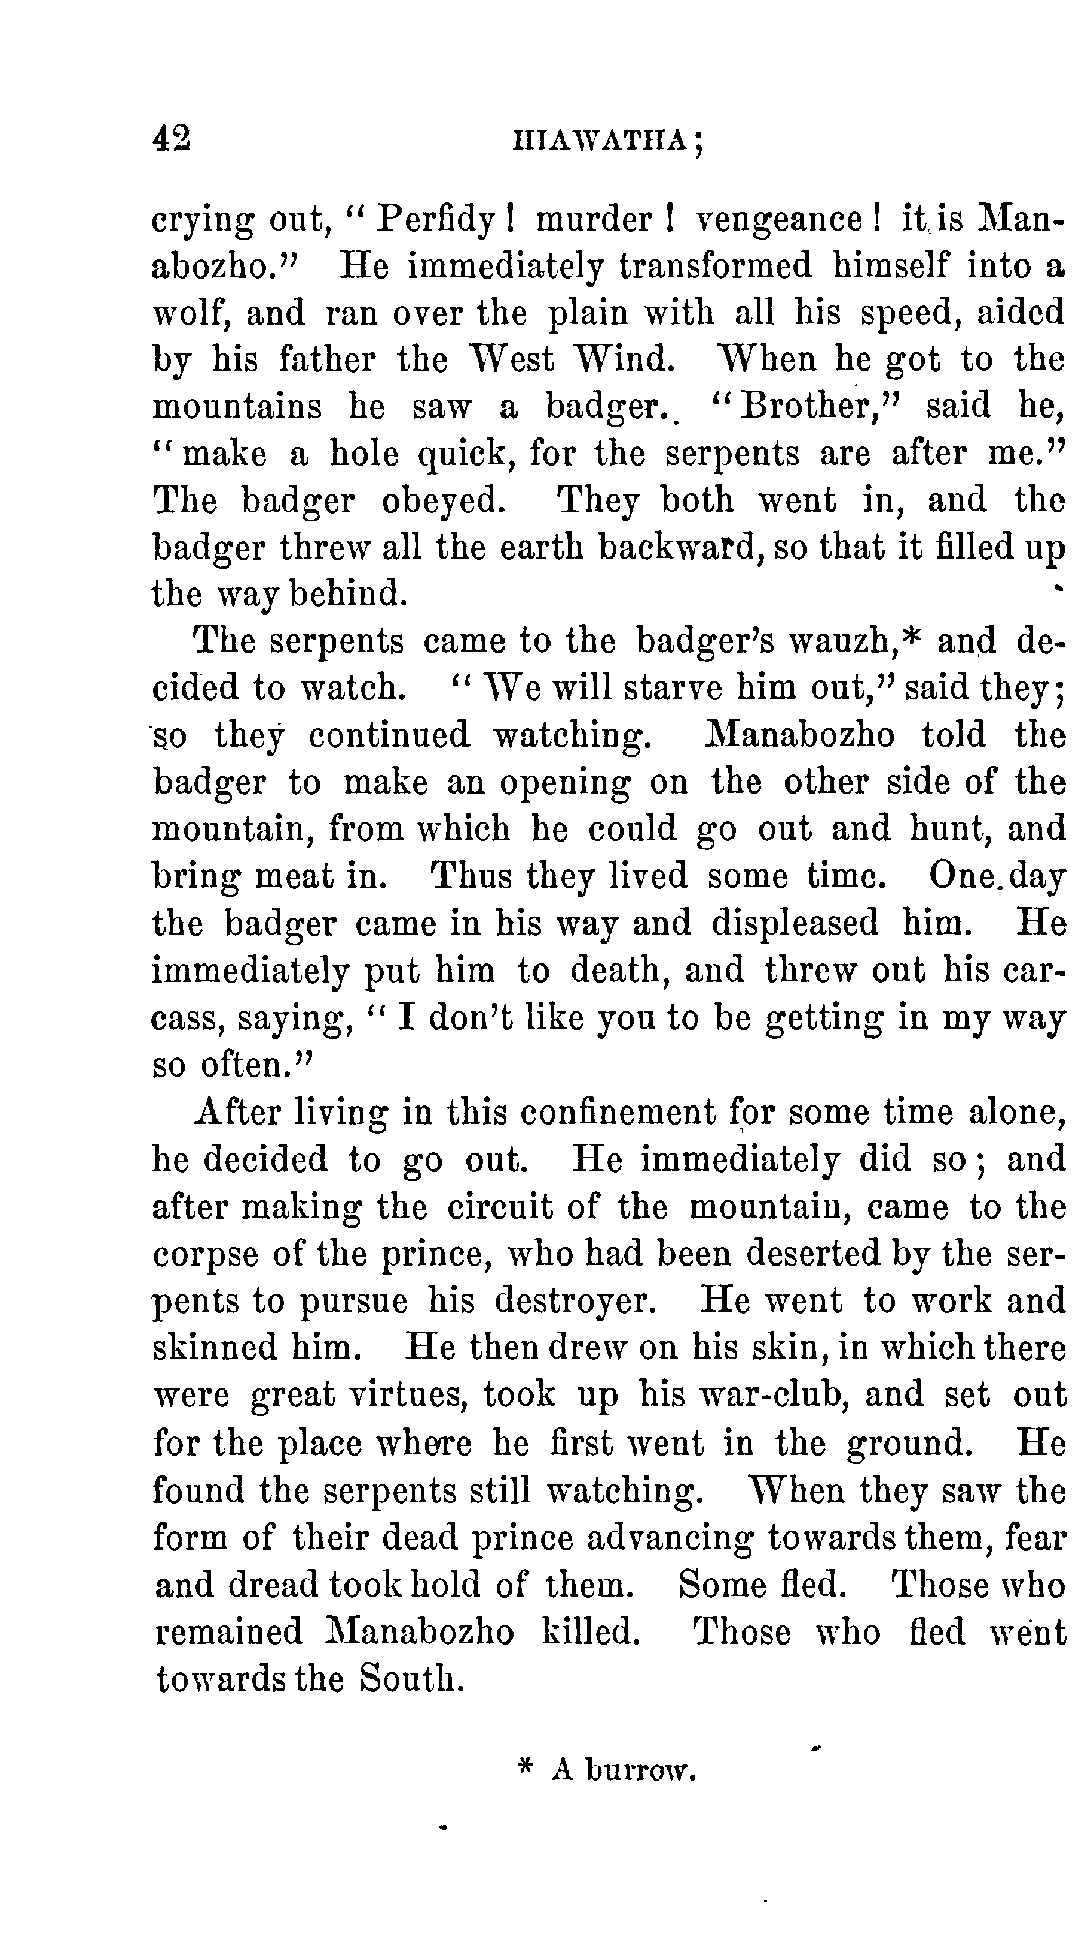 42 HIAWATHA;
crying out, " Perfidy! murder! vengeance! it is Man-
abozho." He immediately transformed himself into a
wolf, and ran over the plain with all his speed, aided
by his father the West Wind. When he got to the
mountains he saw a badger. "Brother," said he,
" make a hole quick, for the serpents are after me."
The badger obeyed. They both went in, and the
badger threw all the earth backward, so that it filled up
the way behind.
The serpents came to the badger's wauzh,* and de-
cided to watch. " We will starve him out," said they;
so they continued watching. Manabozho told the
badger to make an opening on the other side of the
mountain, from which he could go out and hunt, and
bring meat in. Thus they lived some time. One day
the badger came in his way and displeased him. He
immediately put him to death, and threw out his car-
cass, saying, " I don't like you to be getting in my way
so often."
After living in this confinement for some time alone,
he decided to go out. He immediately did so; and
after making the circuit of the mountain, came to the
corpse of the prince, who had been deserted by the ser-
pents to pursue his destroyer. He went to work and
skinned him. He then drew on his skin, in which there
were great virtues, took up his war-club, and set out
for the place where he first went in the ground. He
found the serpents still watching. When they saw the
form of their dead prince advancing towards them, fear
and dread took hold of them. Some fled. Those who
remained Manabozho killed. Those who fled went
towards the South.
* A burrow.